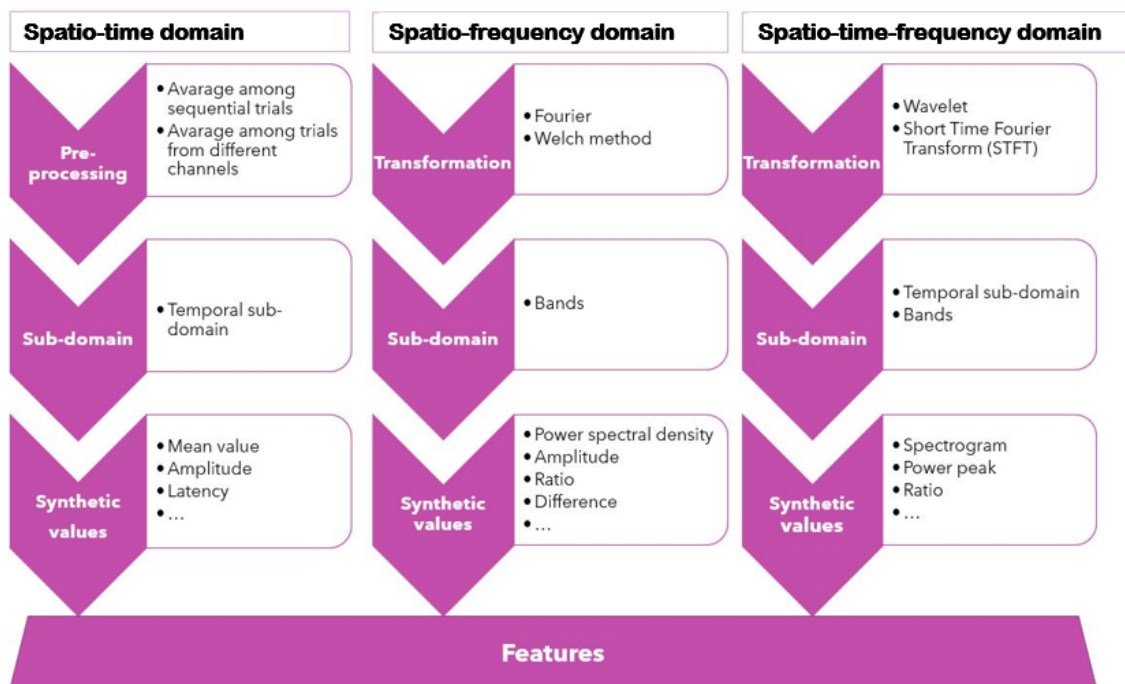 Spatio-time domain
Spatio-frequency domain
Spatio-time-frequency domain
Pre-
processing
• Avarage among
sequential trials
• Avarage among trials
from different
channels
Transformation
• Fourier
• Welch method
Transformation
• Wavelet
• Short Time Fourier
Transform (STFT)
Sub-domain
• Temporal sub-
domain
Sub-domain
• Bands
Sub-domain
• Temporal sub-domain
• Bands
Synthetic
values
• Mean value
• Amplitude
• Latency
• ...
Synthetic
values
• Power spectral density
• Amplitude
• Ratio
• Difference
• ...
Synthetic
values
• Spectrogram
• Power peak
• Ratio
• ...
Features